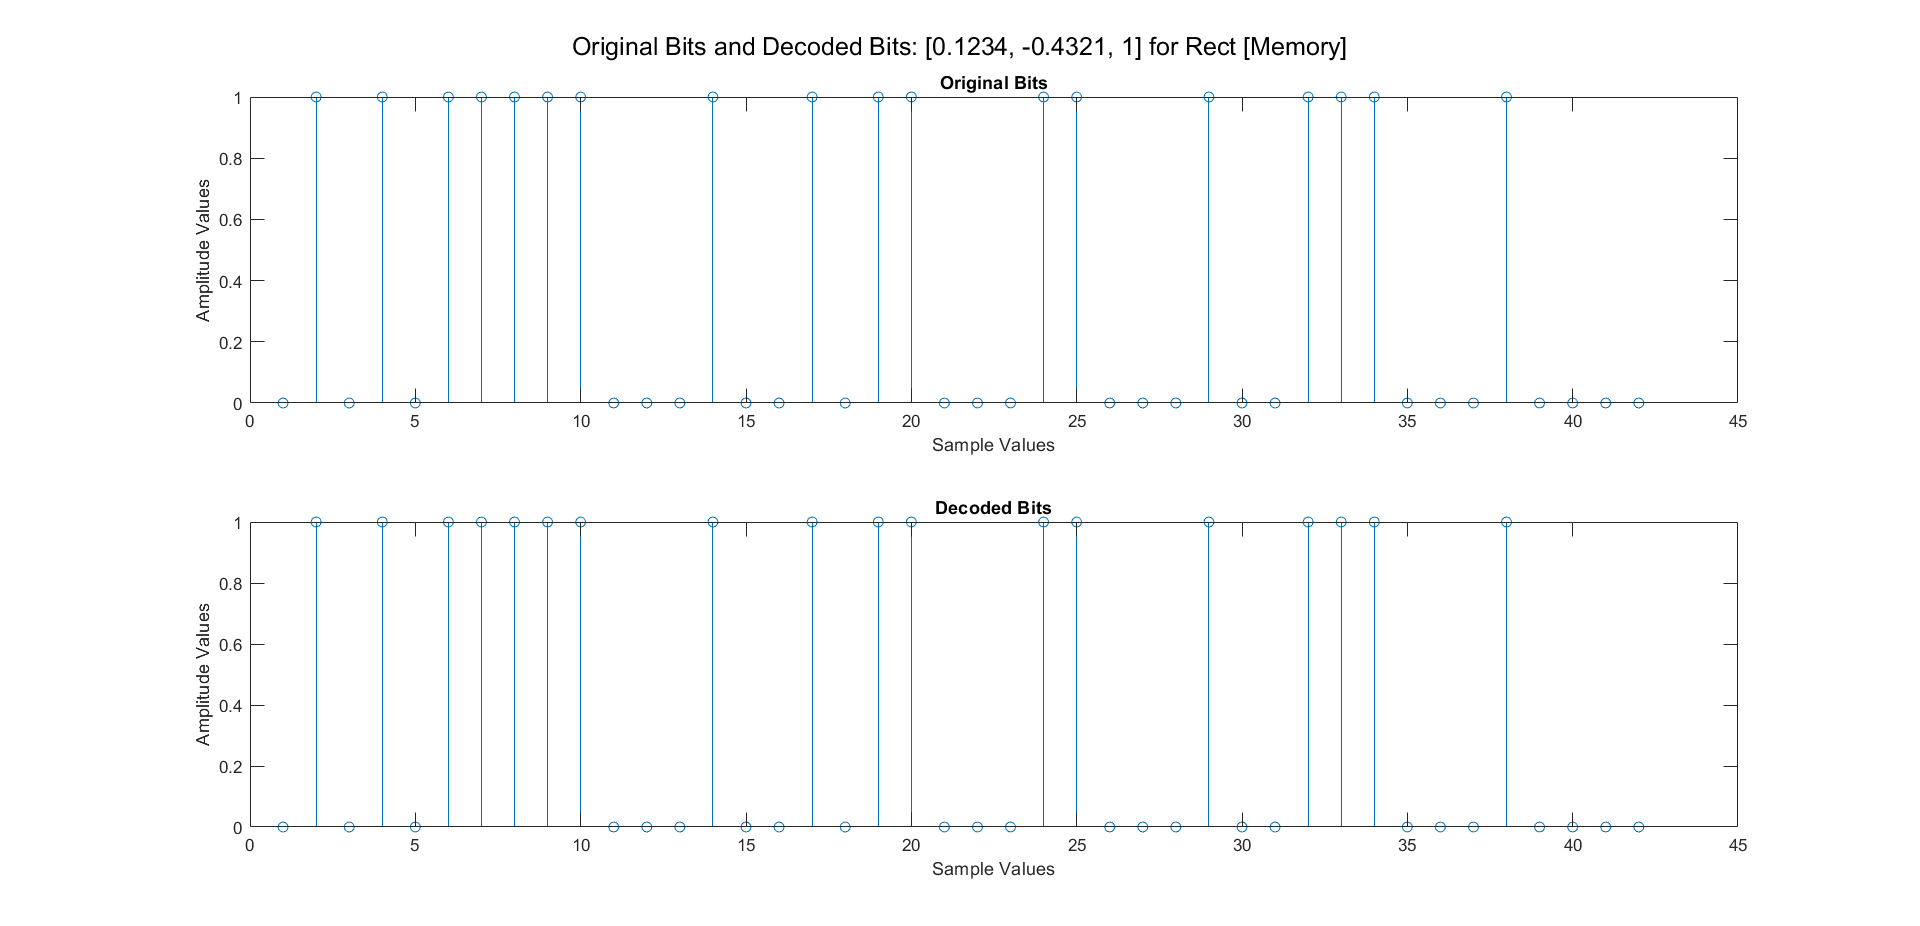 Original Bits and Decoded Bits: [0.1234, -0.4321, 1] for Rect [Memory]
Original Bits
1
0.8
0.6
0.4
0.2
0
Amplitude Values
0 5 10 15 20 25 30 35 40 45
Sample Values
Decoded Bits
1
0.8
0.6
0.4
0.2
0
Amplitude Values
0 5 10 15 20 25 30 35 40 45
Sample Values